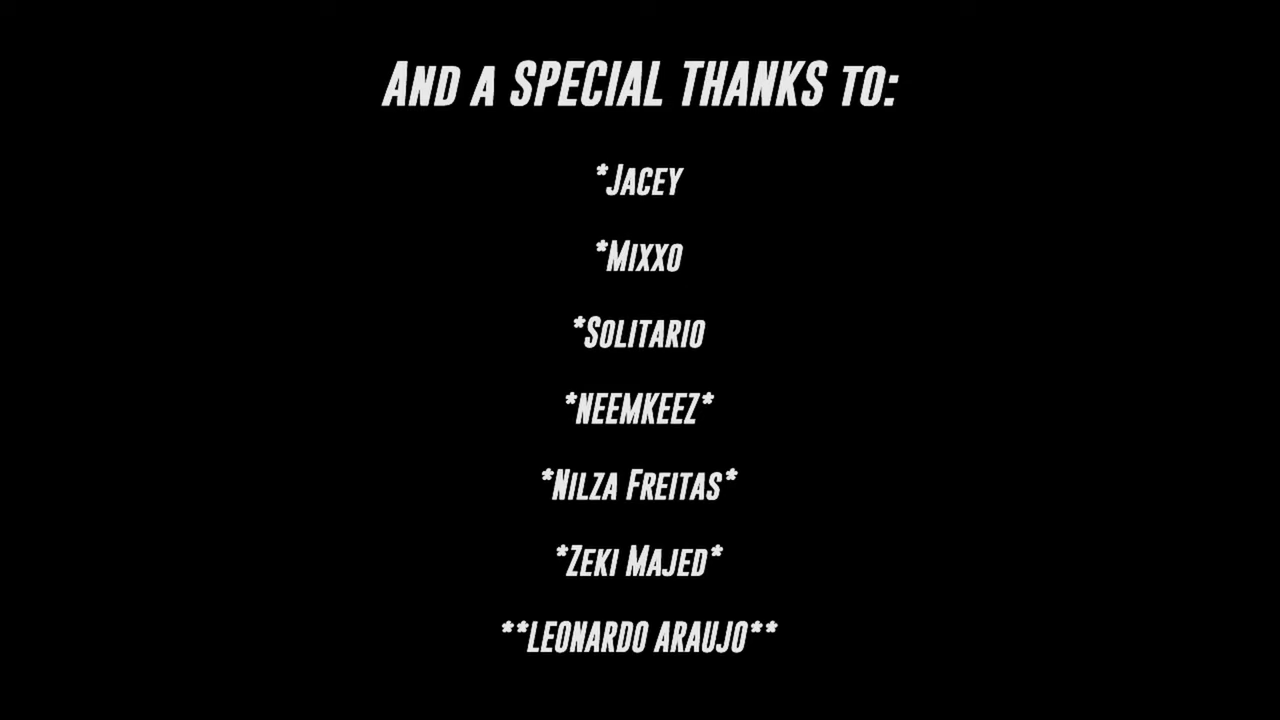 And a SPECIAL THANKS to:
*Jacey
*Mixxo
*Solitario
*NEEMKEEZ*
*Nilza Freitas*
*Zeki Majed*
**LEONARDO ARAUJO**